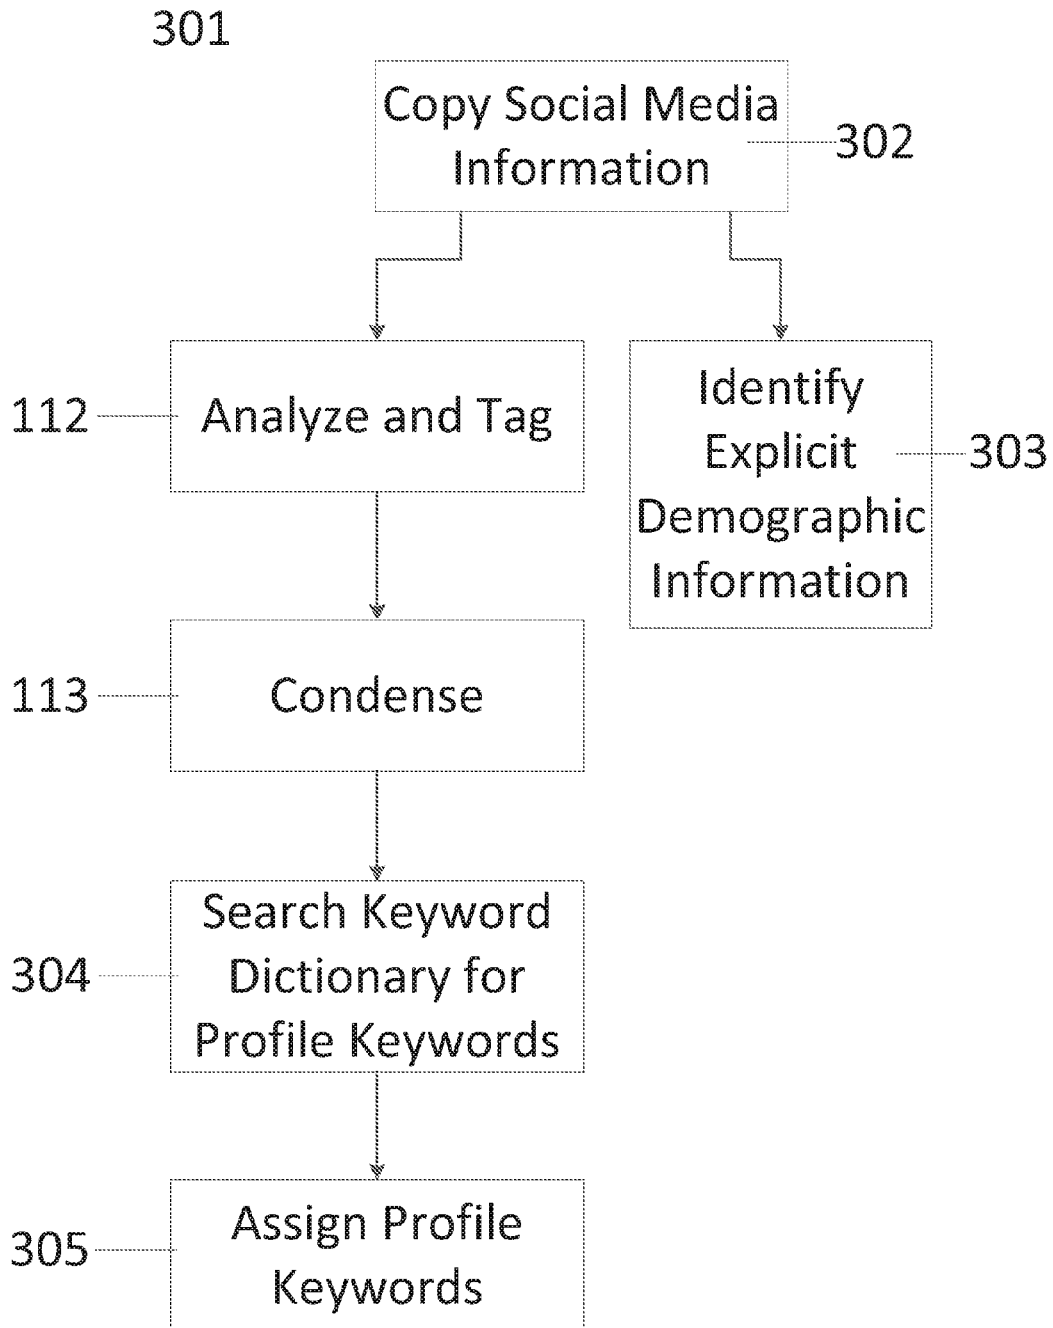 301
Copy Social Media
Information
302
112
Analyze and Tag
Identify
Explicit
Demographic
Information
303
113
Condense
304
Search Keyword
Dictionary for
Profile Keywords
305
Assign Profile
Keywords